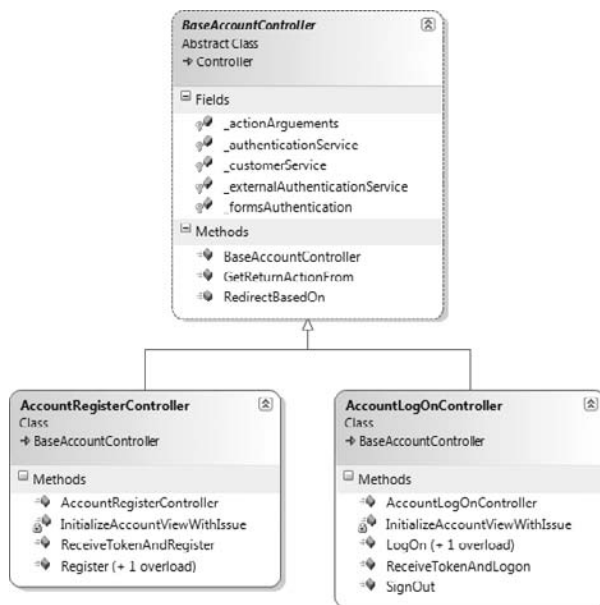 BaseAccountController
Abstract Class
Controller
Fields
_actionArguements
_authenticationService
_customerService
_externalAuthenticationService
_formsAuthentication
Methods
BaseAccountController
GetReturnActionFrom
RedirectBasedOn
AccountRegisterController
Class
BaseAccountController
Methods
AccountRegisterController
InitializeAccountViewWithIssue
ReceiveTokenAndRegister
Register (+ 1 overload)
AccountLogOnController
Class
BaseAccountController
Methods
AccountLogOnController
InitializeAccountViewWithIssue
LogOn (+ 1 overload)
ReceiveTokenAndLogon
SignOut